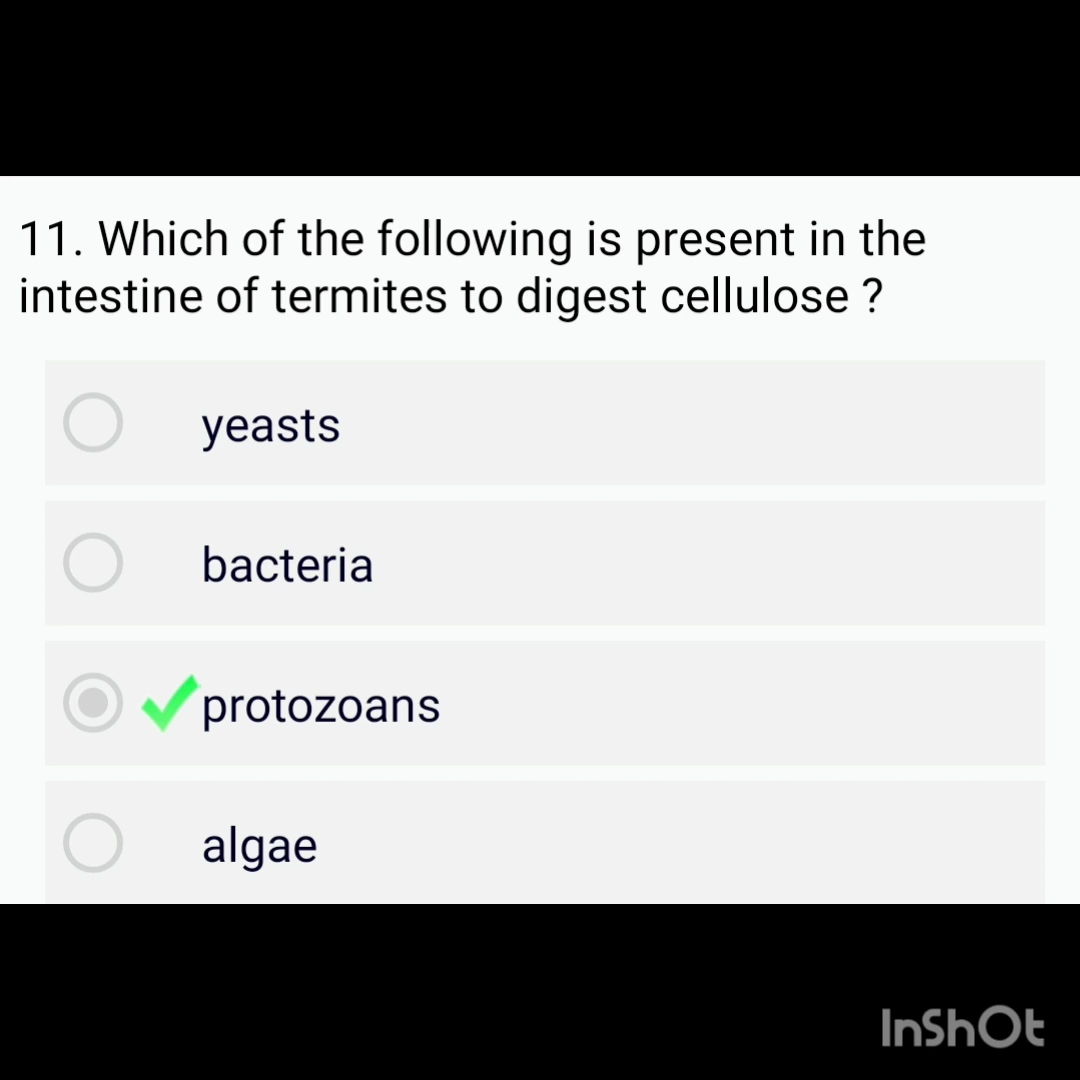 11. Which of the following is present in the
intestine of termites to digest cellulose ?
yeasts
bacteria
protozoans
algae
InShOt